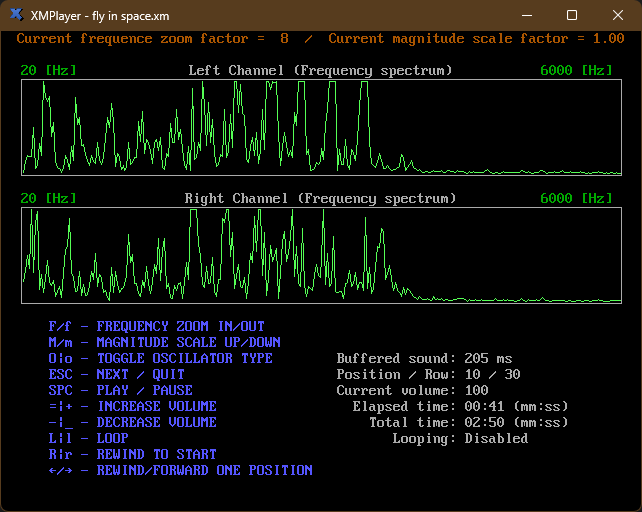 XMPlayer - fly in space.xm
Current frequence zoom factor =  8  /  Current magnitude scale factor = 1.00
20 [Hz] Left Channel (Frequency spectrum) 6000 [Hz]
20 [Hz] Right Channel (Frequency spectrum) 6000 [Hz]
F/f - FREQUENCY ZOOM IN/OUT
M/m - MAGNITUDE SCALE UP/DOWN
O¦o - TOGGLE OSCILLATOR TYPE Buffered sound: 205 ms
ESC - NEXT / QUIT Position / Row: 10 / 30
SPC - PLAY / PAUSE Current volume: 100
=¦+ - INCREASE VOLUME Elapsed time: 00:41 (mm:ss)
-¦_ - DECREASE VOLUME Total time: 02:50 (mm:ss)
L¦l - LOOP Looping: Disabled
R¦r - REWIND TO START
←/→ - REWIND/FORWARD ONE POSITION